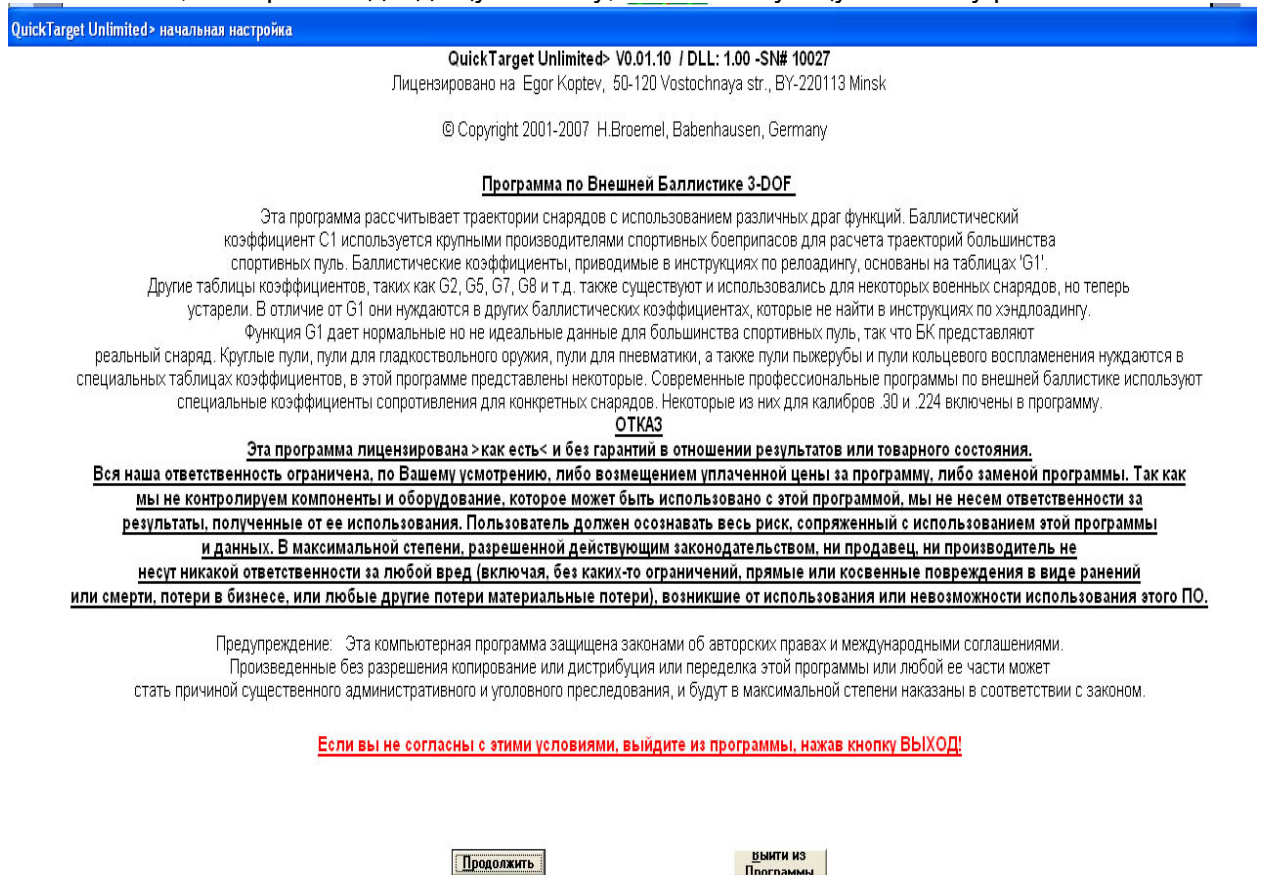 QuickTarget Unlimited> начальная настройка
QuickTarget Unlimited> V0.01.10 / DLL: 1.00 -SN# 10027
Лицензировано на Egor Koptev, 50-120 Vostochnaya str., BY-220113 Minsk
© Copyright 2001-2007 H.Broemel, Babenhausen, Germany
Программа по Внешней Баллистике 3-DOF
Эта программа рассчитывает траектории снарядов с использованием различных драг функций. Баллистический
коэффициент C1 используется крупными производителями спортивных боеприпасов для расчета траекторий большинства
спортивных пуль. Баллистические коэффициенты, приводимые в инструкциях по релоадингу, основаны на таблицах 'G1'.
Другие таблицы коэффициентов, таких как G2, G5, G7, G8 и т.д. также существуют и использовались для некоторых военных снарядов, но теперь
устарели. В отличие от G1 они нуждаются в других баллистических коэффициентах, которые не найти в инструкциях по хэндлоадингу.
Функция G1 дает нормальные но не идеальные данные для большинства спортивных пуль, так что БК представляют
реальный снаряд. Круглые пули, пули для гладкоствольного оружия, пули для пневматики, а также пули пыжерубы и пули кольцевого воспламенения нуждаются в
специальных таблицах коэффициентов, в этой программе представлены некоторые. Современные профессиональные программы по внешней баллистике используют
специальные коэффициенты сопротивления для конкретных снарядов. Некоторые из них для калибров .30 и .224 включены в программу.
ОТКАЗ
Эта программа лицензирована >как есть< и без гарантий в отношении результатов или товарного состояния.
Вся наша ответственность ограничена, по Вашему усмотрению, либо возмещением уплаченной цены за программу, либо заменой программы. Так как
мы не контролируем компоненты и оборудование, которое может быть использовано с этой программой, мы не несем ответственности за
результаты, полученные от ее использования. Пользователь должен осознавать весь риск, сопряженный с использованием этой программы
и данных. В максимальной степени, разрешенной действующим законодательством, ни продавец, ни производитель не
несут никакой ответственности за любой вред (включая, без каких-то ограничений, прямые или косвенные повреждения в виде ранений
или смерти, потери в бизнесе, или любые другие потери материальные потери), возникшие от использования или невозможности использования этого ПО.
Предупреждение: Эта компьютерная программа защищена законами об авторских правах и международными соглашениями.
Произведенные без разрешения копирование или дистрибуция или переделка этой программы или любой ее части может
стать причиной существенного административного и уголовного преследования, и будут в максимальной степени наказаны в соответствии с законом.
Если вы не согласны с этими условиями, выйдите из программы, нажав кнопку ВЫХОД!
Продолжить
Выйти из
Программы